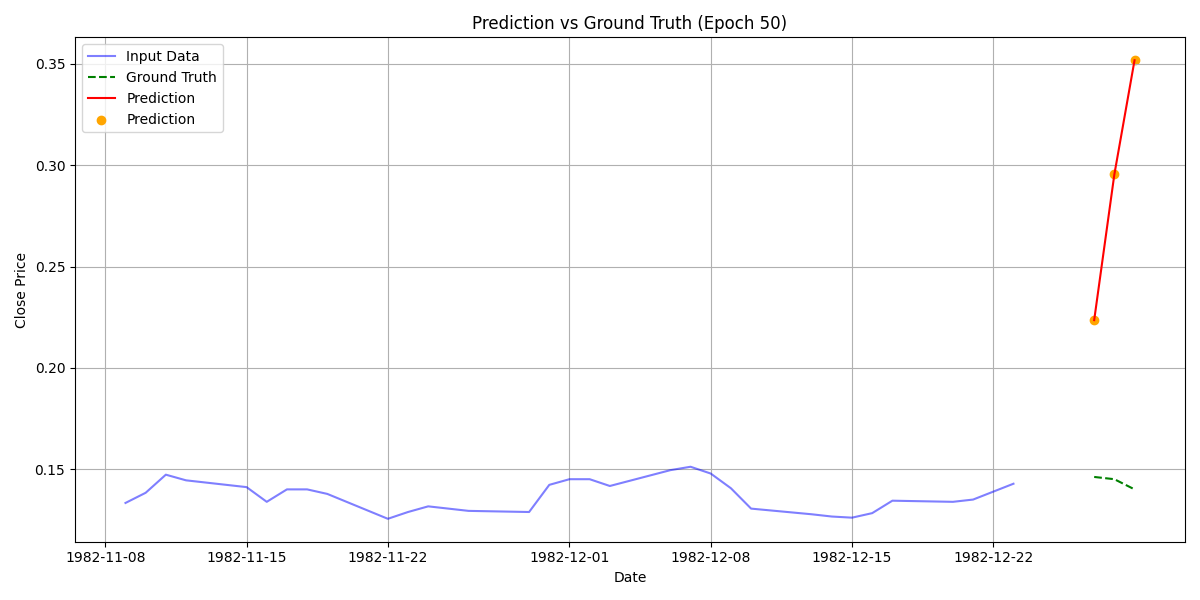 Prediction vs Ground Truth (Epoch 50)
Input Data
Ground Truth
Prediction
Prediction
Close Price
0.35
0.30
0.25
0.20
0.15
1982-11-08 1982-11-15 1982-11-22 1982-12-01 1982-12-08 1982-12-15 1982-12-22
Date